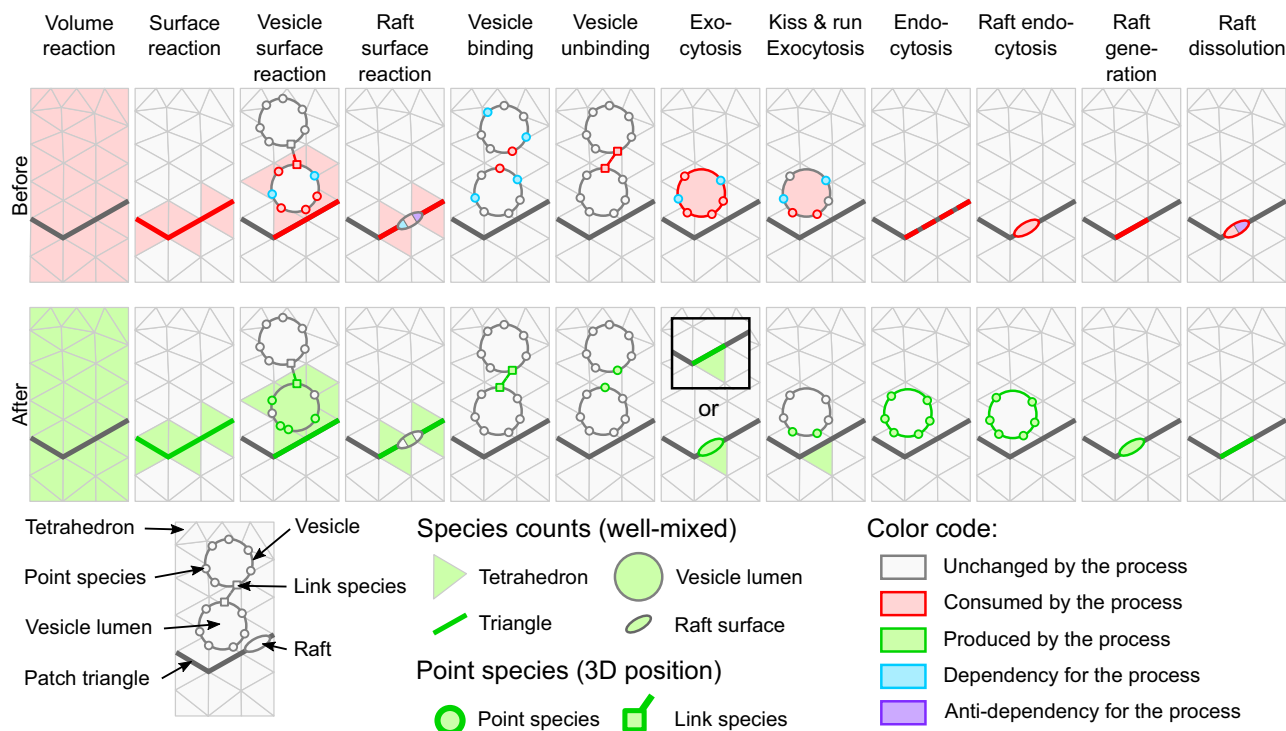 Volume
reaction
Surface
reaction
Vesicle
surface
reaction
Raft
surface
reaction
Vesicle
binding
Vesicle
unbinding
Exo-
cytosis
Kiss & run
Exocytosis
Endo-
cytosis
Raft endo-
cytosis
Raft
gene-
ration
Raft
dissolution
Before
After
or
Tetrahedron
Vesicle
Point species
Link species
Vesicle lumen
Raft
Patch triangle
Species counts (well-mixed)
Tetrahedron
Vesicle lumen
Triangle
Raft surface
Point species (3D position)
Point species
Link species
Color code:
Unchanged by the process
Consumed by the process
Produced by the process
Dependency for the process
Anti-dependency for the process